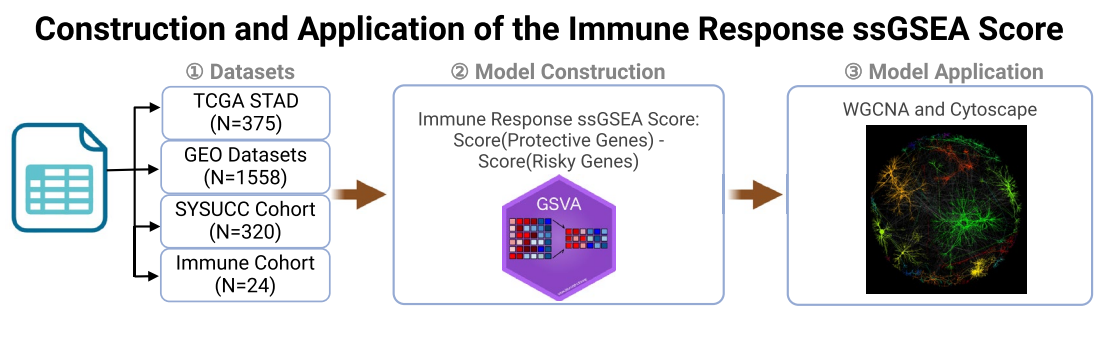 Construction and Application of the Immune Response ssGSEA Score
① Datasets
TCGA STAD
(N=375)
GEO Datasets
(N=1558)
SYSUCC Cohort
(N=320)
Immune Cohort
(N=24)
② Model Construction
Immune Response ssGSEA Score:
Score(Protective Genes) -
Score(Risky Genes)
GSVA
③ Model Application
WGCNA and Cytoscape